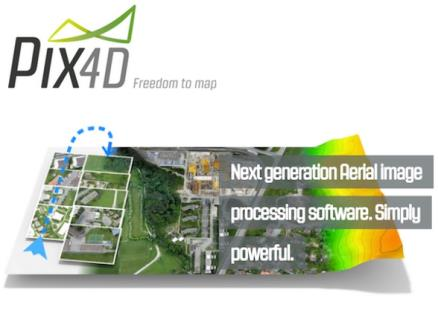 PIX4D
Freedom to map
Next generation Aerial image
processing software. Simply
powerful.